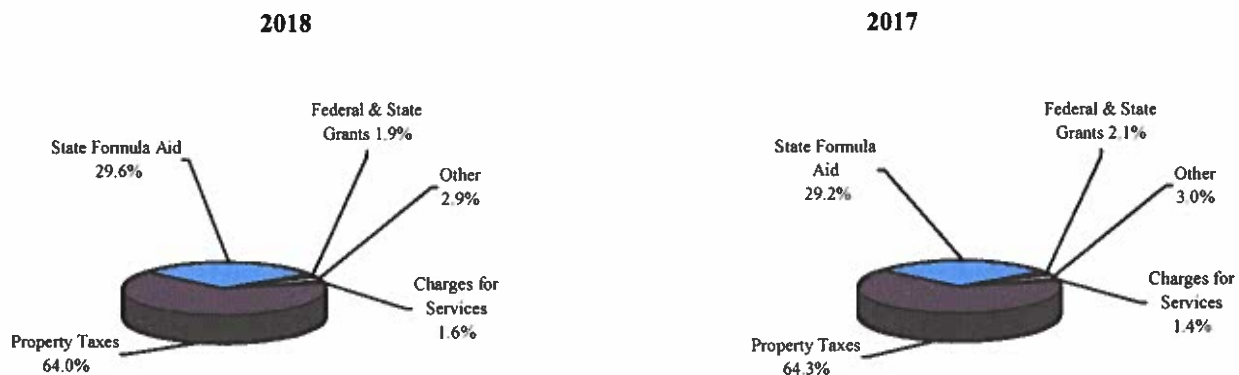 2018
Federal & State
Grants 1.9%
State Formula Aid
29.6%
Other
2.9%
Charges for
Services
1.6%
Property Taxes
64.0%
2017
Federal & State
Grants 2.1%
State Formula
Aid
29.2%
Other
3.0%
Charges for
Services
1.4%
Property Taxes
64.3%